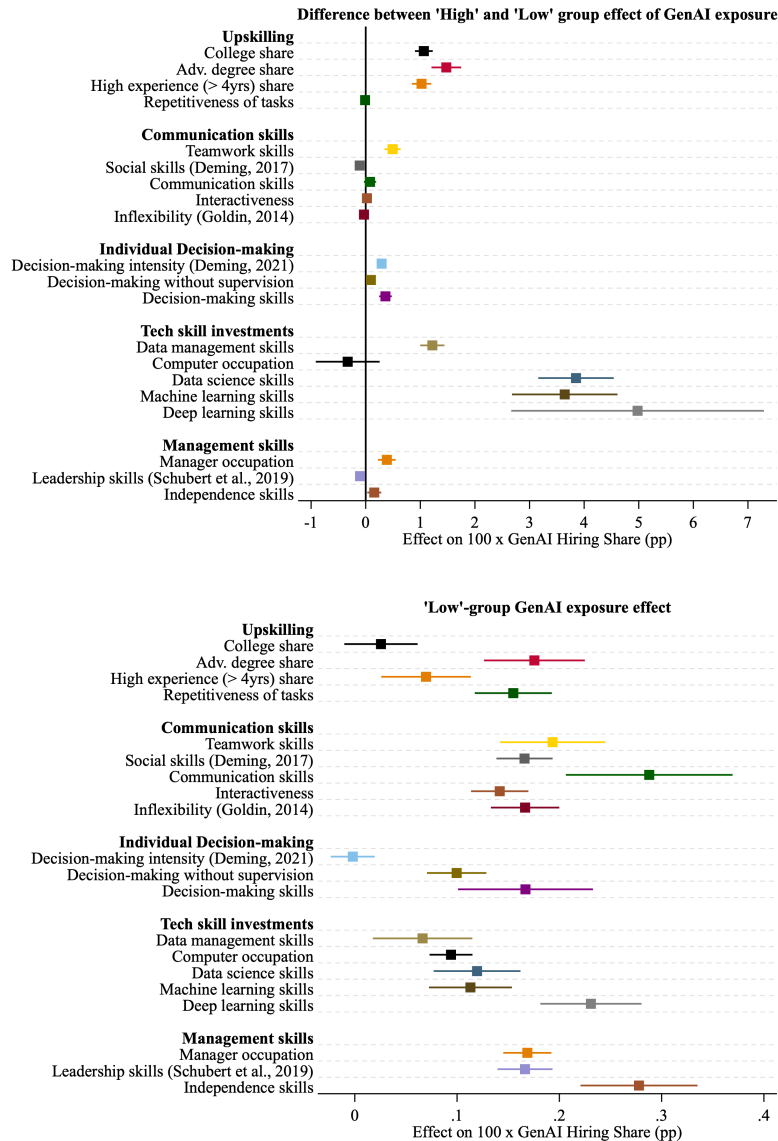 Difference between 'High' and 'Low' group effect of GenAI exposure
Upskilling
College share
Adv. degree share
High experience (> 4yrs) share
Repetitiveness of tasks
Communication skills
Teamwork skills
Social skills (Deming, 2017)
Communication skills
Interactiveness
Inflexibility (Goldin, 2014)
Individual Decision-making
Decision-making intensity (Deming, 2021)
Decision-making without supervision
Decision-making skills
Tech skill investments
Data management skills
Computer occupation
Data science skills
Machine learning skills
Deep learning skills
Management skills
Manager occupation
Leadership skills (Schubert et al., 2019)
Independence skills
-1 0 1 2 3 4 5 6 7
Effect on 100 x GenAI Hiring Share (pp)
'Low'-group GenAI exposure effect
Upskilling
College share
Adv. degree share
High experience (> 4yrs) share
Repetitiveness of tasks
Communication skills
Teamwork skills
Social skills (Deming, 2017)
Communication skills
Interactiveness
Inflexibility (Goldin, 2014)
Individual Decision-making
Decision-making intensity (Deming, 2021)
Decision-making without supervision
Decision-making skills
Tech skill investments
Data management skills
Computer occupation
Data science skills
Machine learning skills
Deep learning skills
Management skills
Manager occupation
Leadership skills (Schubert et al., 2019)
Independence skills
0 .1 .2 .3 .4
Effect on 100 x GenAI Hiring Share (pp)